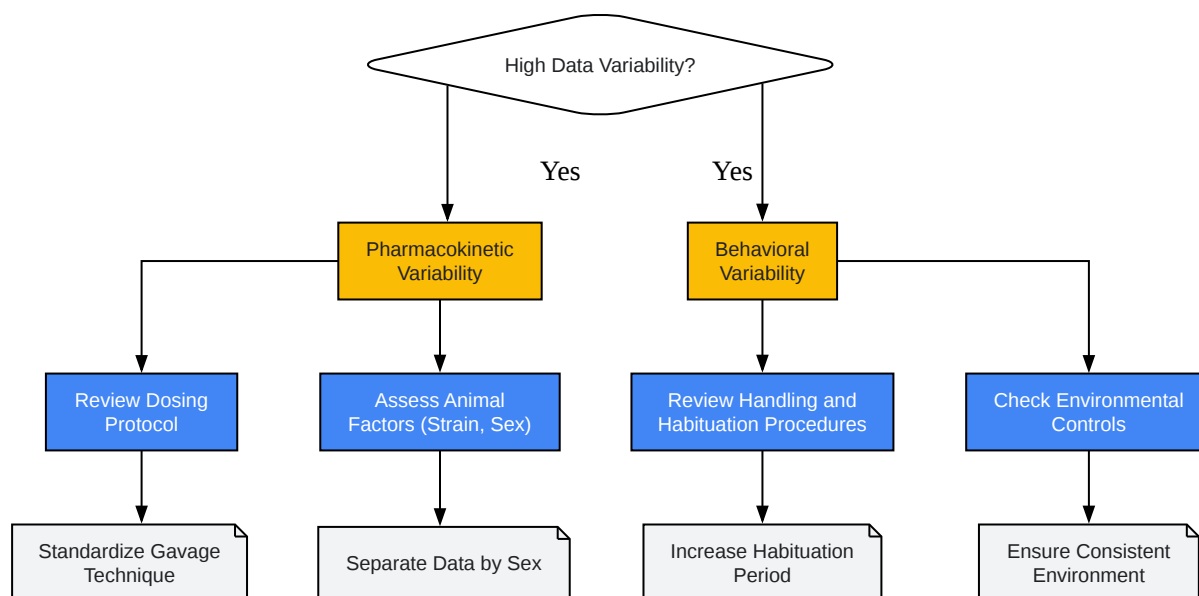 High Data Variability?
Yes
Yes
Pharmacokinetic
Variability
Behavioral
Variability
Review Dosing
Protocol
Assess Animal
Factors (Strain, Sex)
Review Handling and
Habituation Procedures
Check Environmental
Controls
Standardize Gavage
Technique
Separate Data by Sex
Increase Habituation
Period
Ensure Consistent
Environment